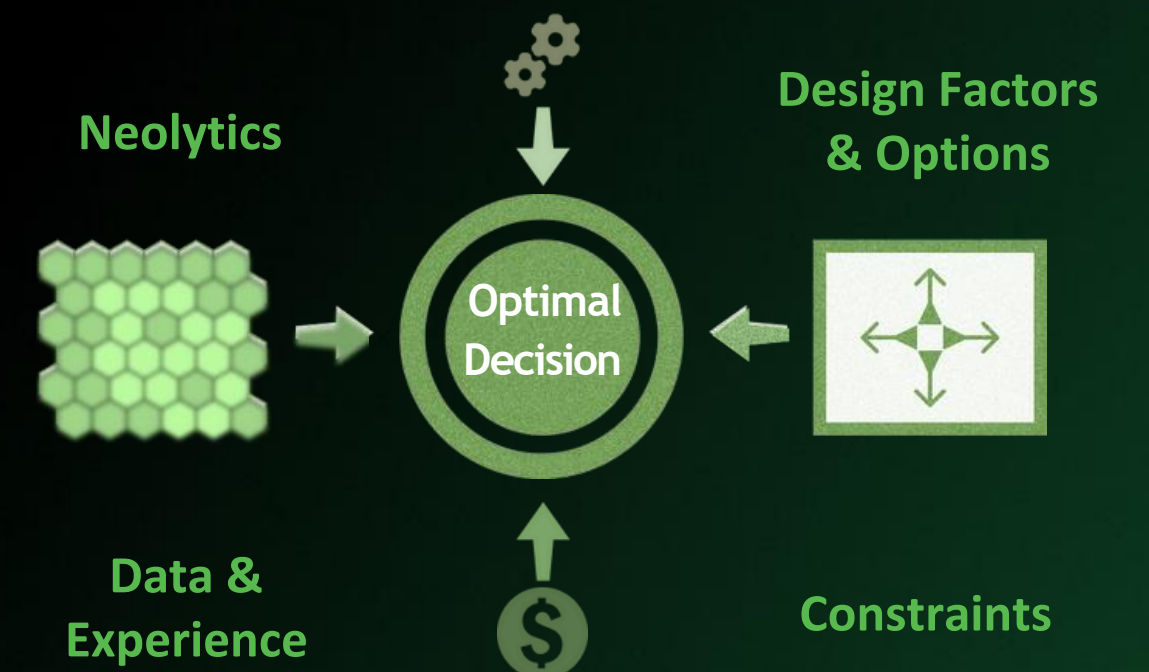 Neolytics
Design Factors
& Options
Optimal
Decision
$
Data &
Experience
Constraints